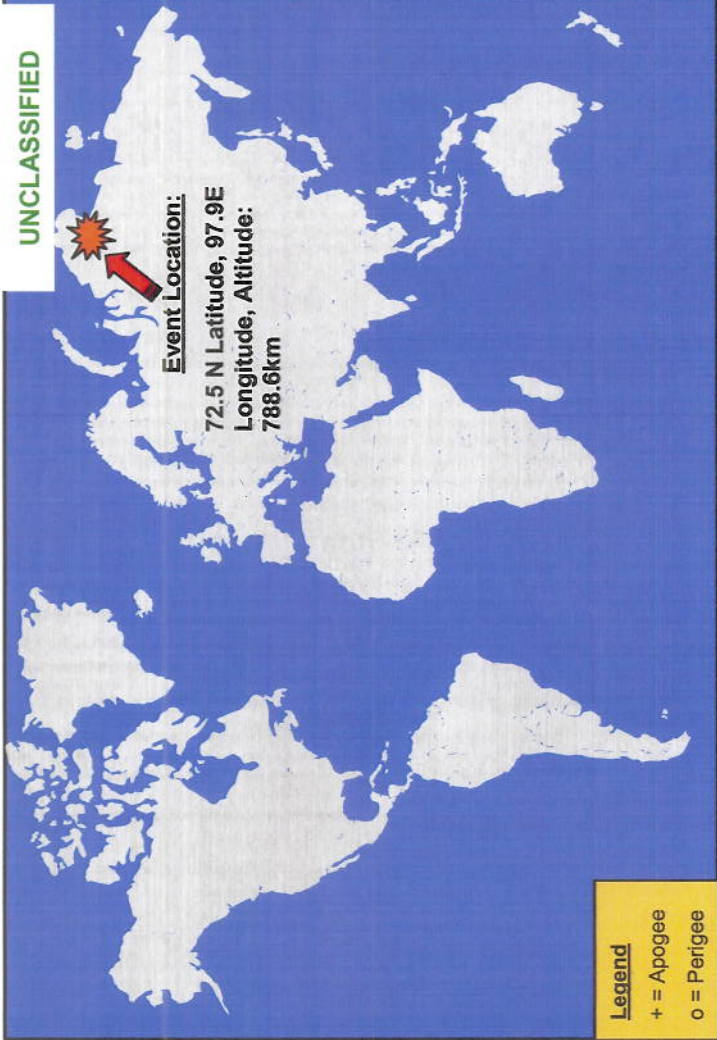 UNCLASSIFIED
Event Location:
72.5 N Latitude, 97.9E
Longitude, Altitude:
788.6km
Legend
+ = Apogee
o = Perigee